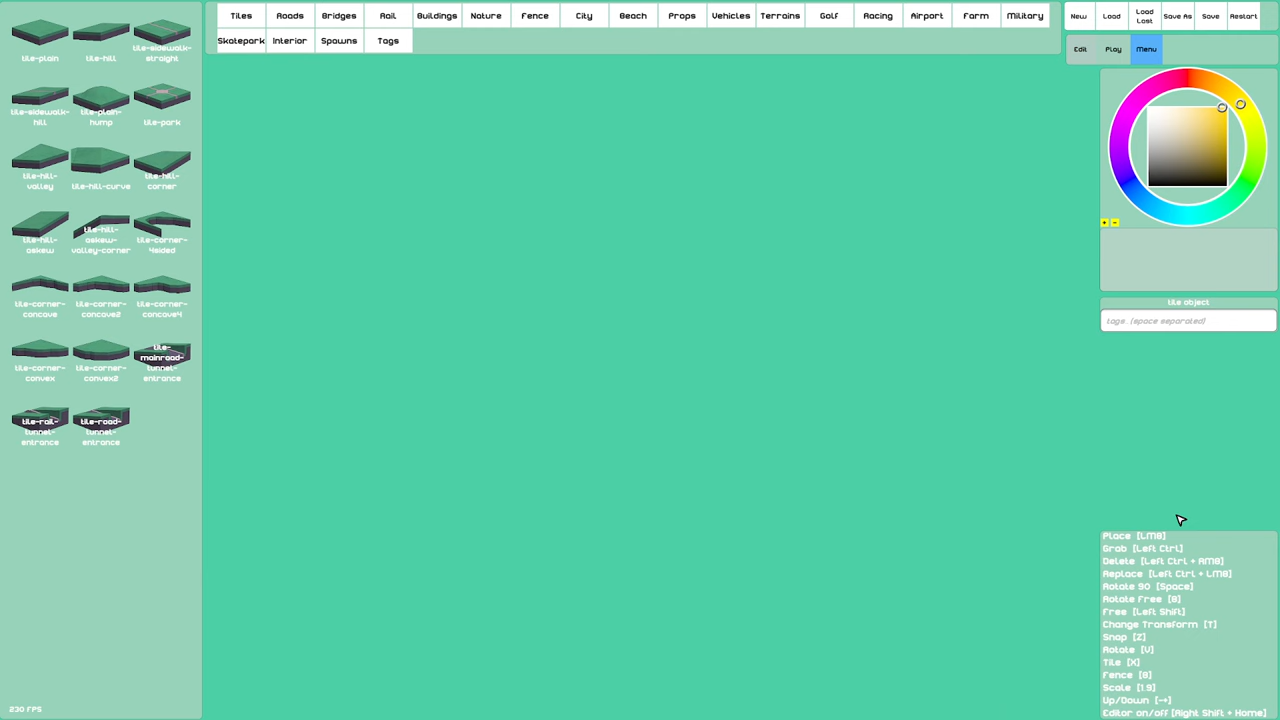 Tiles Roads Bridges Rail Buildings Nature Fence City Beach Props Vehicles Terrains Golf Racing Airport Farm Military
Skatepark Interior Spawns Tags
New Load Load Last Save As Save Restart
Edit Play Menu
tile-plain
tile-hill
tile-sidewalk-
straight
tile-sidewalk-
hill
tile-plain-
hump
tile-park
tile-hill-
valley
tile-hill-curve
tile-hill-
corner
tile-hill-
askew
tile-hill-
askew-
valley-corner
tile-corner-
4sided
tile-corner-
concave
tile-corner-
concave2
tile-corner-
concave4
tile-corner-
convex
tile-corner-
convex2
tile-
mainroad-
tunnel-
entrance
tile-rail-
tunnel-
entrance
tile-road-
tunnel-
entrance
230 FPS
+ -
tile object
tags. (space separated)
Place [LMB]
Grab [Left Ctrl]
Delete [Left Ctrl + RMB]
Replace [Left Ctrl + LMB]
Rotate 90 [Space]
Rotate Free [B]
Free [Left Shift]
Change Transform [T]
Snap [Z]
Rotate [V]
Tile [X]
Fence [B]
Scale [1 9]
Up/Down [-+]
Editor on/off [Right Shift + Home]